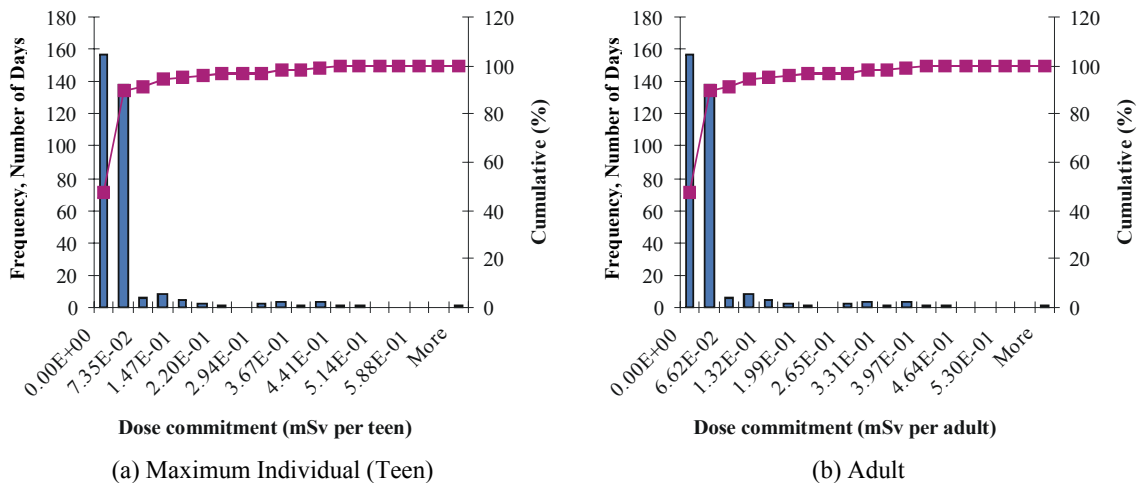 180
160
140
120
100
80
60
40
20
0
Frequency, Number of Days
120
100
80
60
40
20
0
Cumulative (%)
0.00E+00
7.35E-02
1.47E-01
2.20E-01
2.94E-01
3.67E-01
4.41E-01
5.14E-01
5.88E-01
More
Dose commitment (mSv per teen)
(a) Maximum Individual (Teen)
180
160
140
120
100
80
60
40
20
0
Frequency, Number of Days
120
100
80
60
40
20
0
Cumulative (%)
0.00E+00
6.62E-02
1.32E-01
1.99E-01
2.65E-01
3.31E-01
3.97E-01
4.64E-01
5.30E-01
More
Dose commitment (mSv per adult)
(b) Adult